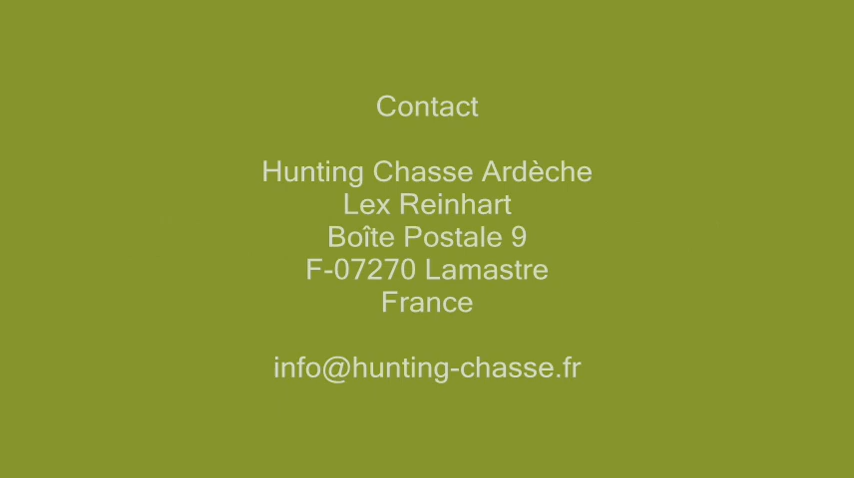 Contact
Hunting Chasse Ardèche
Lex Reinhart
Boîte Postale 9
F-07270 Lamastre
France
info@hunting-chasse.fr